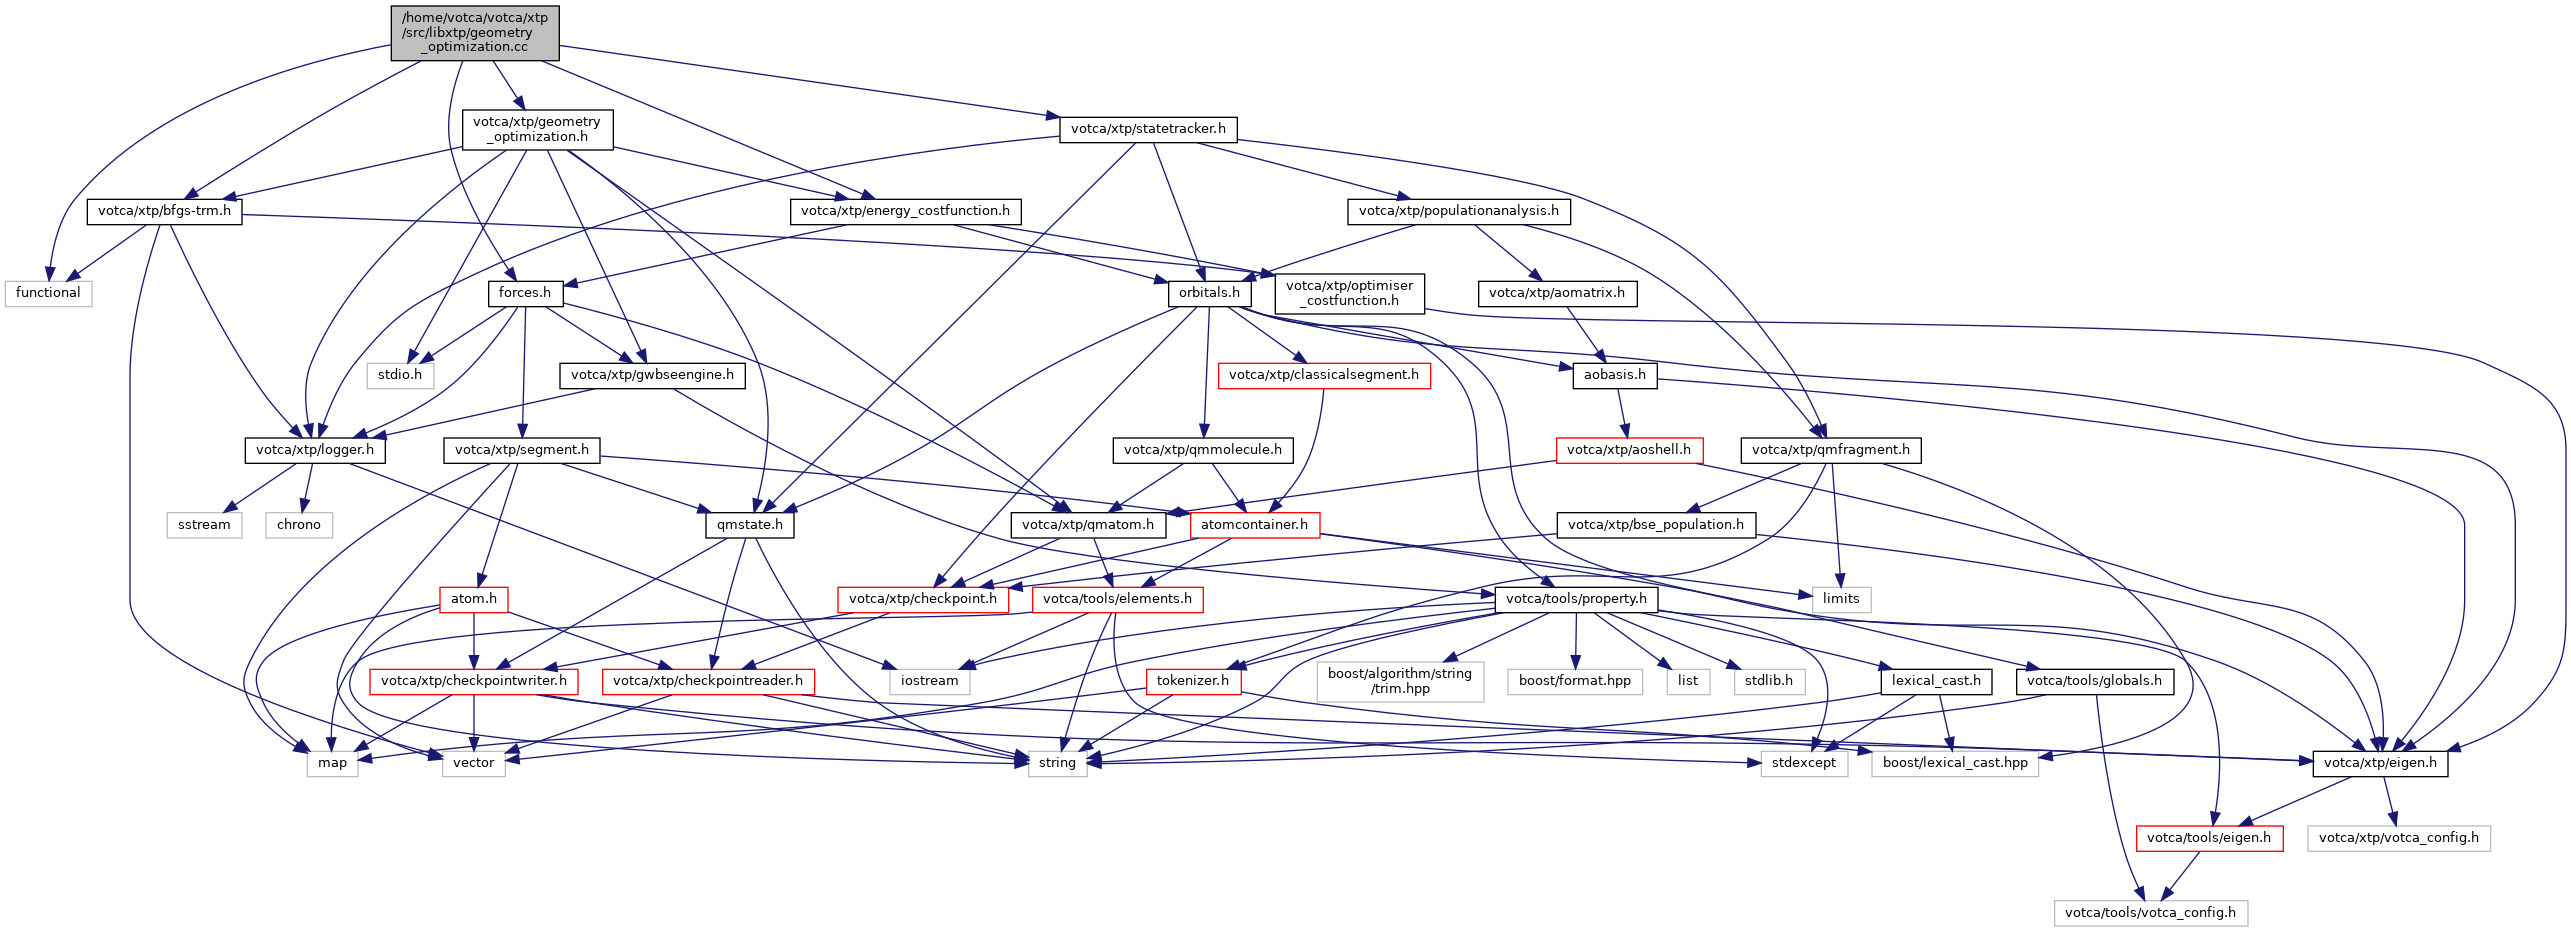 /home/votca/votca/xtp
/src/libxtp/geometry
_optimization.cc
votca/xtp/geometry
_optimization.h
votca/xtp/statetracker.h
votca/xtp/bfgs-trm.h
votca/xtp/energy_costfunction.h
votca/xtp/populationanalysis.h
functional
forces.h
orbitals.h
votca/xtp/optimiser
_costfunction.h
votca/xtp/aomatrix.h
stdio.h
votca/xtp/gwbseengine.h
votca/xtp/classicalsegment.h
aobasis.h
votca/xtp/logger.h
votca/xtp/segment.h
votca/xtp/qmmolecule.h
votca/xtp/aoshell.h
votca/xtp/qmfragment.h
sstream
chrono
qmstate.h
votca/xtp/qmatom.h
atomcontainer.h
votca/xtp/bse_population.h
atom.h
votca/xtp/checkpoint.h
votca/tools/elements.h
votca/tools/property.h
limits
votca/xtp/checkpointwriter.h
votca/xtp/checkpointreader.h
iostream
tokenizer.h
boost/algorithm/string
/trim.hpp
boost/format.hpp
list
stdlib.h
lexical_cast.h
votca/tools/globals.h
map
vector
string
stdexcept
boost/lexical_cast.hpp
votca/xtp/eigen.h
votca/tools/eigen.h
votca/xtp/votca_config.h
votca/tools/votca_config.h